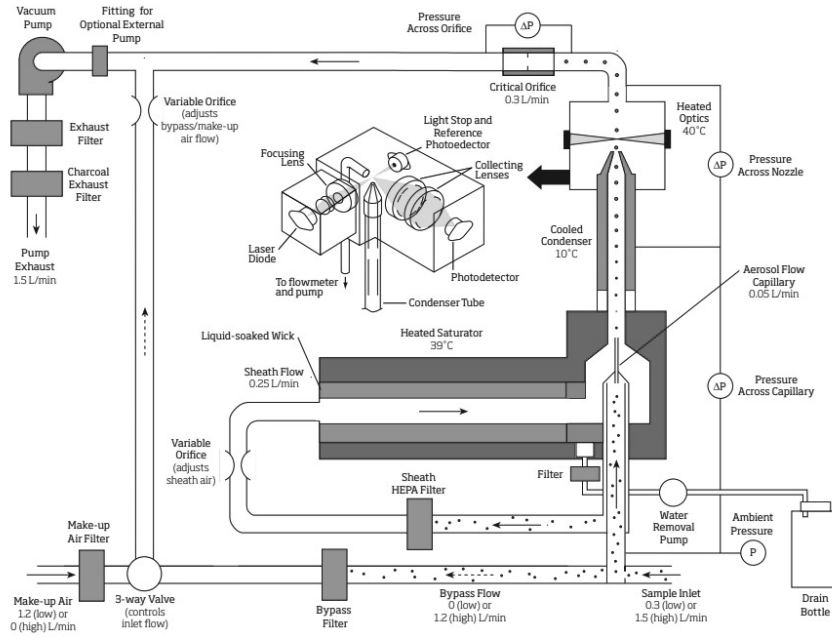 Vacuum
Pump
Fitting for
Optional External
Pump
Pressure
Across Orifice
ΔP
Critical Orifice
0.3 L/min
Variable Orifice
(adjusts
bypass/make-up
air flow)
Exhaust
Filter
Charcoal
Exhaust
Filter
Pump
Exhaust
1.5 L/min
Light Stop and
Reference
Photoedector
Focusing
Lens
Collecting
Lenses
Laser
Diode
To flowmeter
and pump
Photodetector
Condenser Tube
Heated
Optics
40°C
ΔP
Pressure
Across Nozzle
Cooled
Condenser
10°C
Aerosol Flow
Capillary
0.05 L/min
Liquid-soaked Wick
Heated Saturator
39°C
Sheath Flow
0.25 L/min
ΔP
Pressure
Across Capillary
Variable
Orifice
(adjusts
sheath air)
Sheath
HEPA Filter
Filter
Water
Removal
Pump
Ambient
Pressure
P
Make-up
Air Filter
Make-up Air
1.2 (low) or
0 (high) L/min
3-way Valve
(controls
inlet flow)
Bypass
Filter
Bypass Flow
0 (low) or
1.2 (high) L/min
Sample Inlet
0.3 (low) or
1.5 (high) L/min
Drain
Bottle